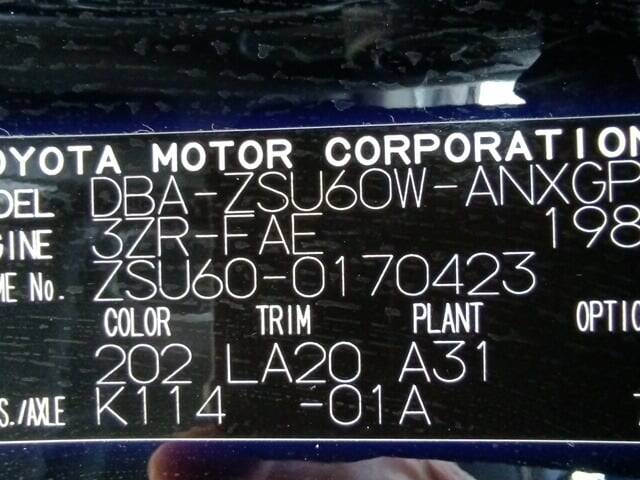 OYOTA MOTOR CORPORATION
DEL DBA-ZSU60W-ANXGP
GINE 3ZR-FAE 198
ME No. ZSU60-0170423
COLOR TRIM PLANT OPTIO
202 LA20 A31
S./AXLE K114 -01A